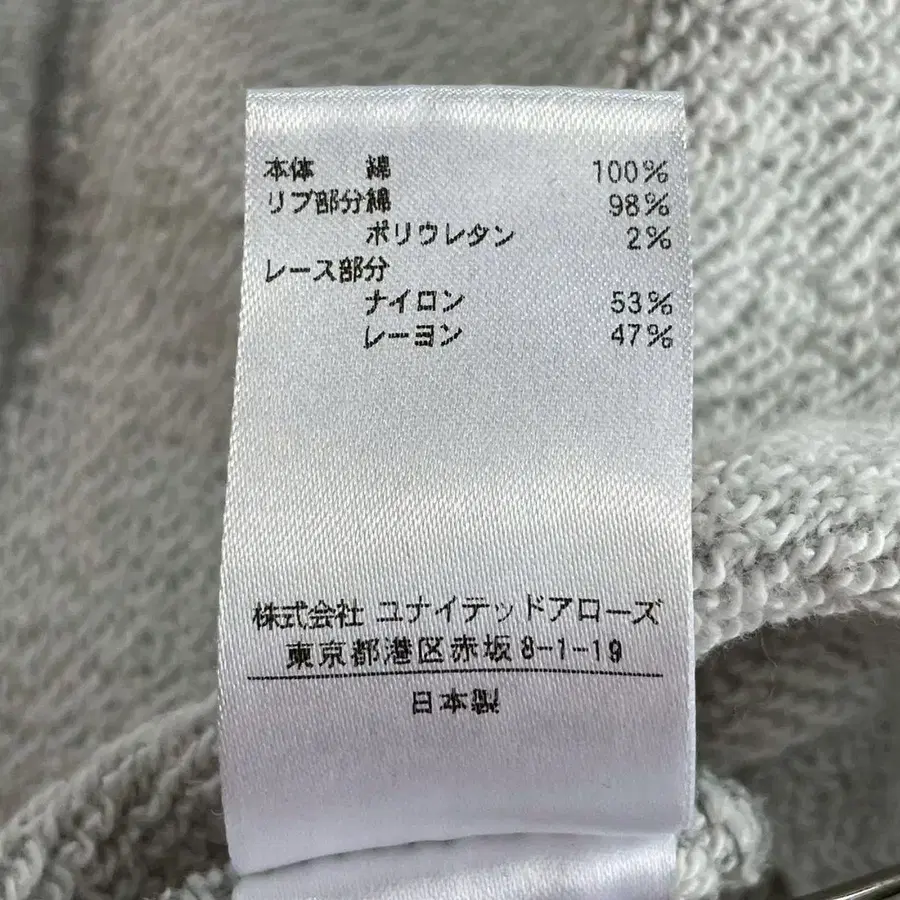 本体 綿 100%
リブ部分綿 98%
ポリウレタン 2%
レース部分
ナイロン 53%
レーヨン 47%
株式会社 ユナイテッドアローズ
東京都港区赤坂8-1-19
日本製